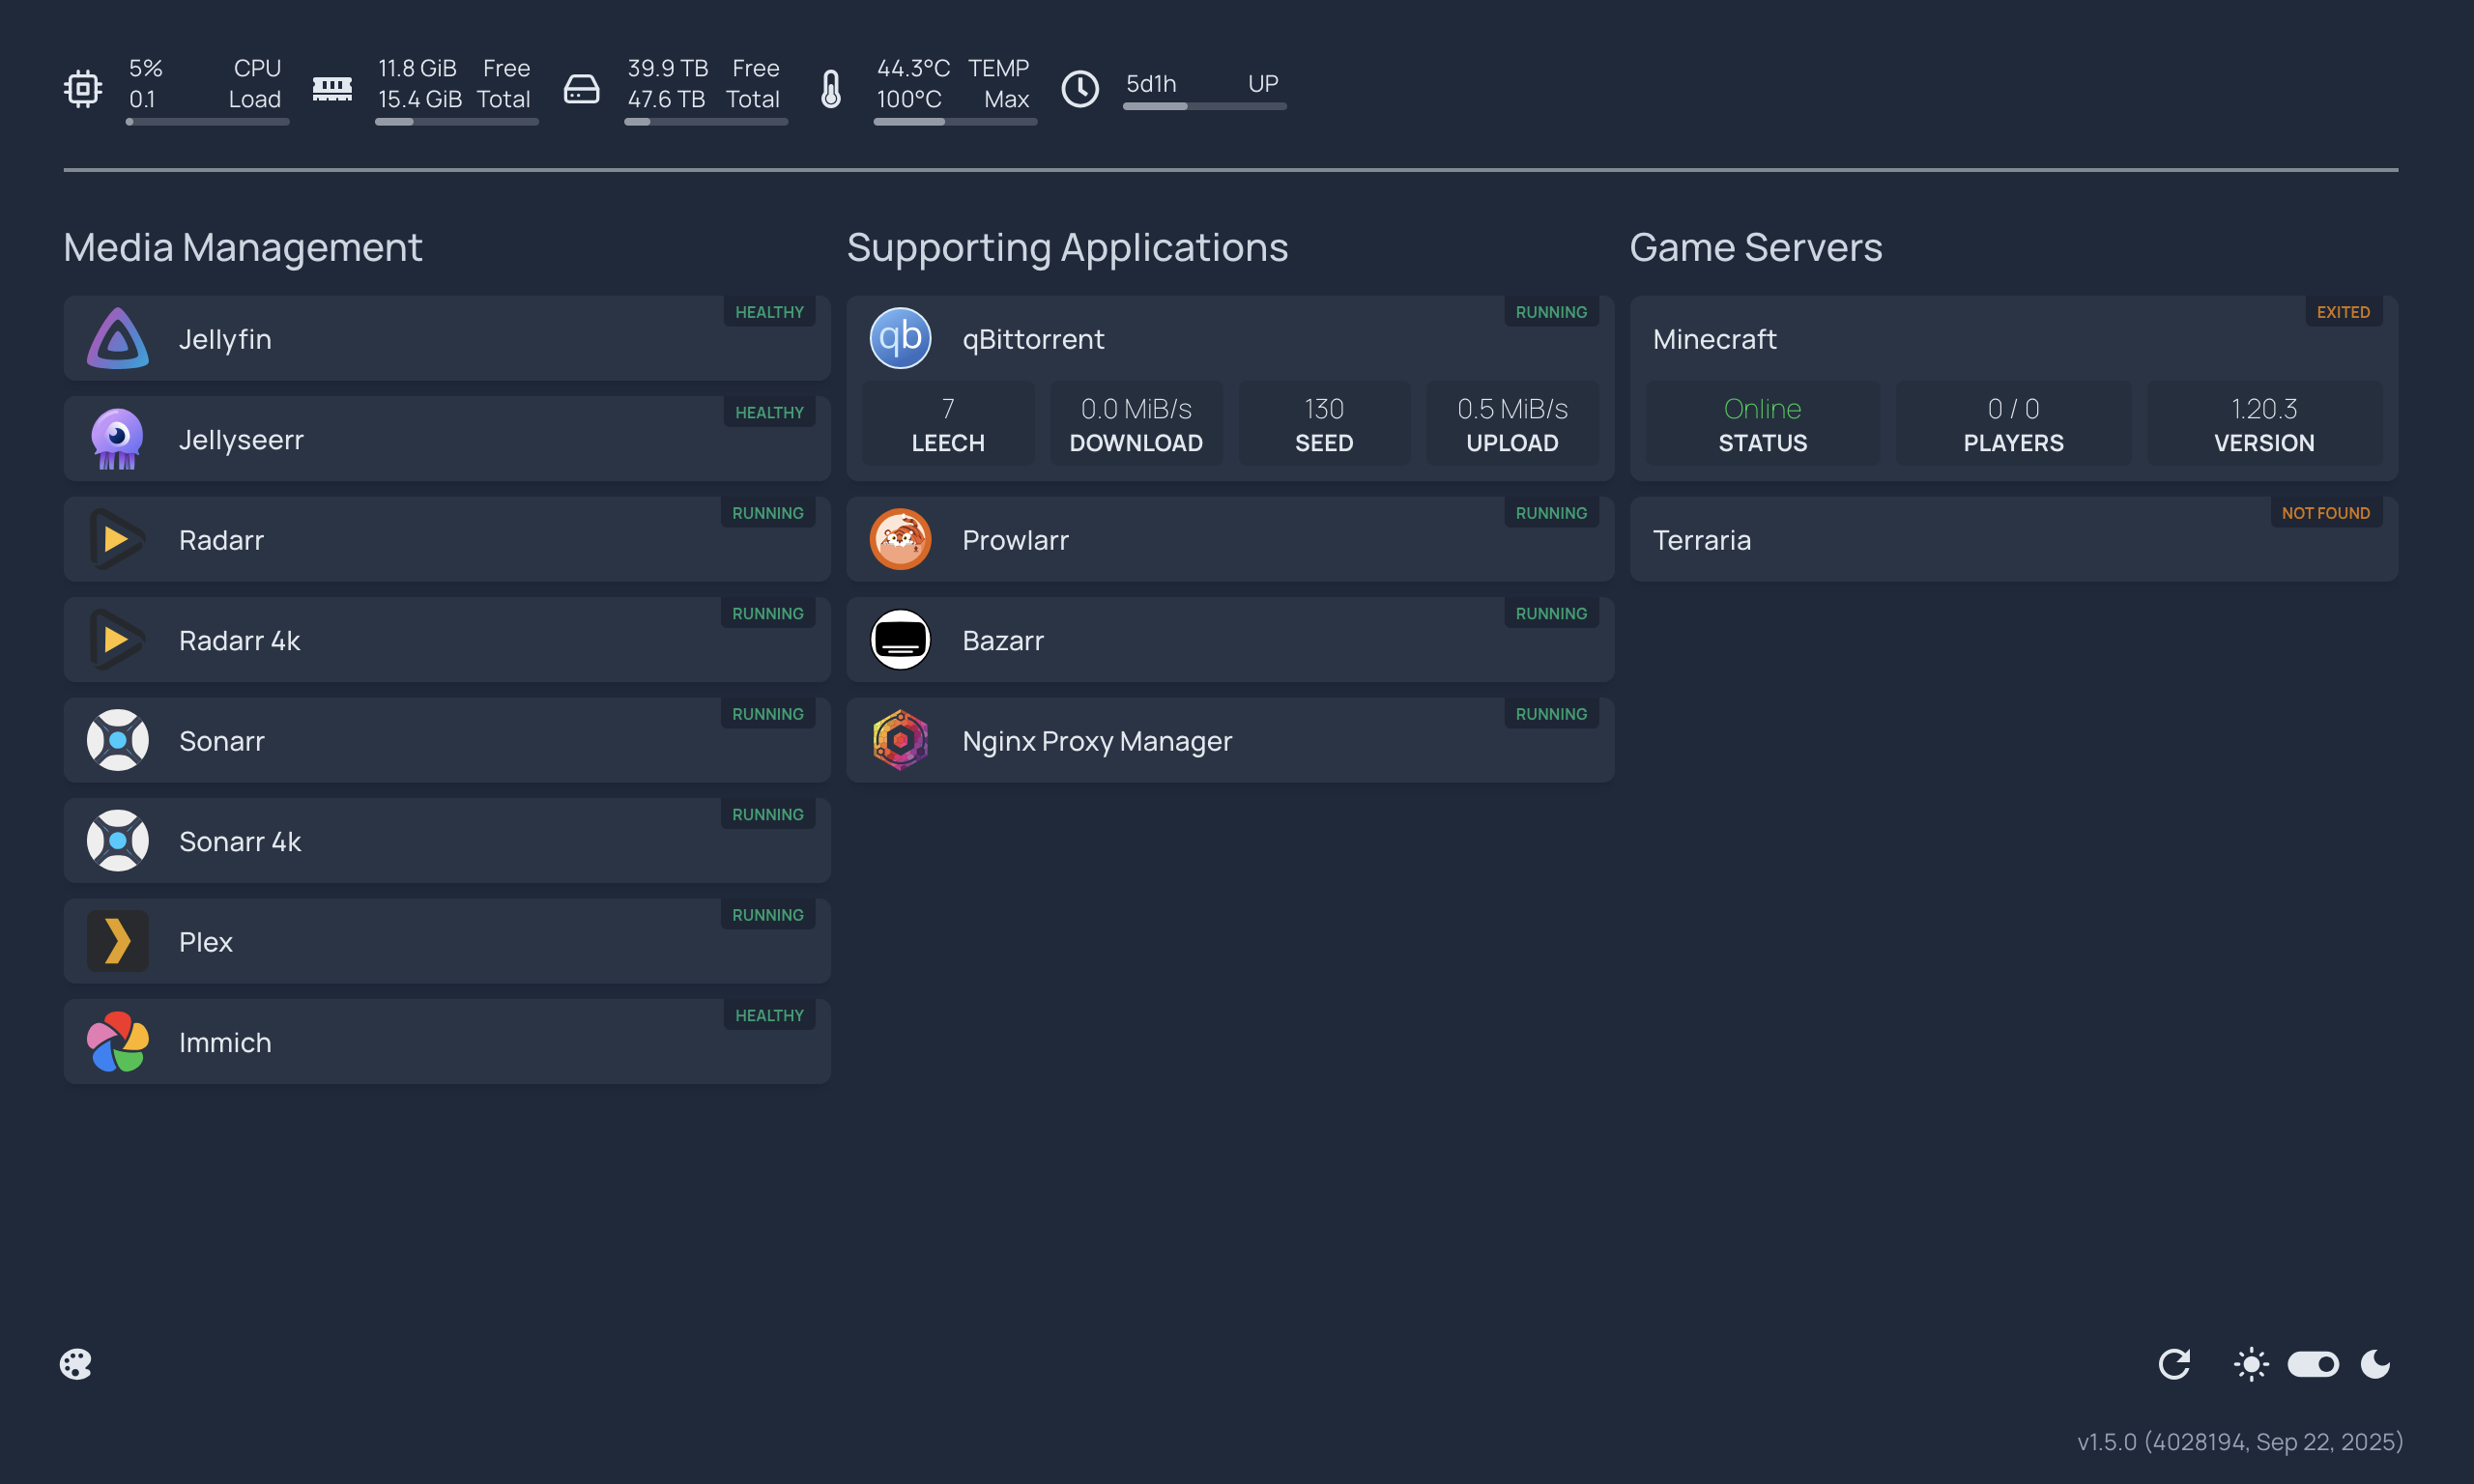 5% CPU
0.1 Load
11.8 GiB Free
15.4 GiB Total
39.9 TB Free
47.6 TB Total
44.3°C TEMP
100°C Max
5d1h UP
Media Management
HEALTHY
Jellyfin
HEALTHY
Jellyseerr
RUNNING
Radarr
RUNNING
Radarr 4k
RUNNING
Sonarr
RUNNING
Sonarr 4k
RUNNING
Plex
HEALTHY
Immich
Supporting Applications
RUNNING
qb qBittorrent
7 0.0 MiB/s 130 0.5 MiB/s
LEECH DOWNLOAD SEED UPLOAD
RUNNING
Prowlarr
RUNNING
Bazarr
RUNNING
Nginx Proxy Manager
Game Servers
EXITED
Minecraft
Online 0 / 0 1.20.3
STATUS PLAYERS VERSION
NOT FOUND
Terraria
v1.5.0 (4028194, Sep 22, 2025)